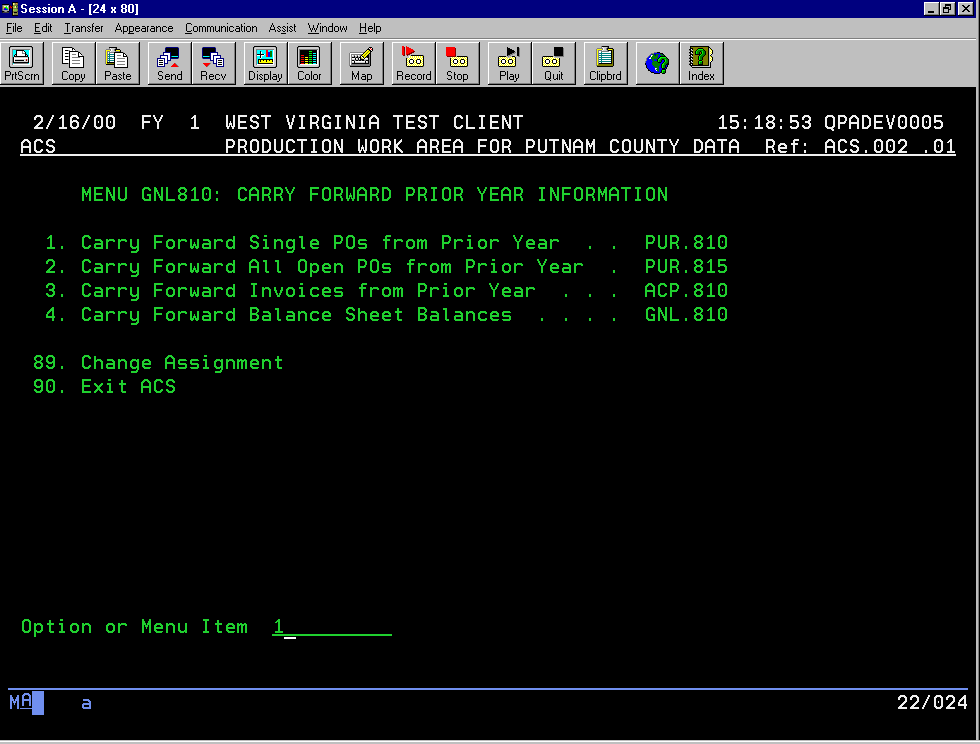 Session A - [24 x 80]
File Edit Transfer Appearance Communication Assist Window Help
PrtScrn Copy Paste Send Recv Display Color Map Record Stop Play Quit Clipbrd Index
2/16/00 FY 1 WEST VIRGINIA TEST CLIENT 15:18:53 QPADEV0005
ACS PRODUCTION WORK AREA FOR PUTNAM COUNTY DATA Ref: ACS.002 .01
MENU GNL810: CARRY FORWARD PRIOR YEAR INFORMATION
1. Carry Forward Single POs from Prior Year . . PUR.810
2. Carry Forward All Open POs from Prior Year . PUR.815
3. Carry Forward Invoices from Prior Year . . . ACP.810
4. Carry Forward Balance Sheet Balances . . . . GNL.810
89. Change Assignment
90. Exit ACS
Option or Menu Item 1
MA a 22/024